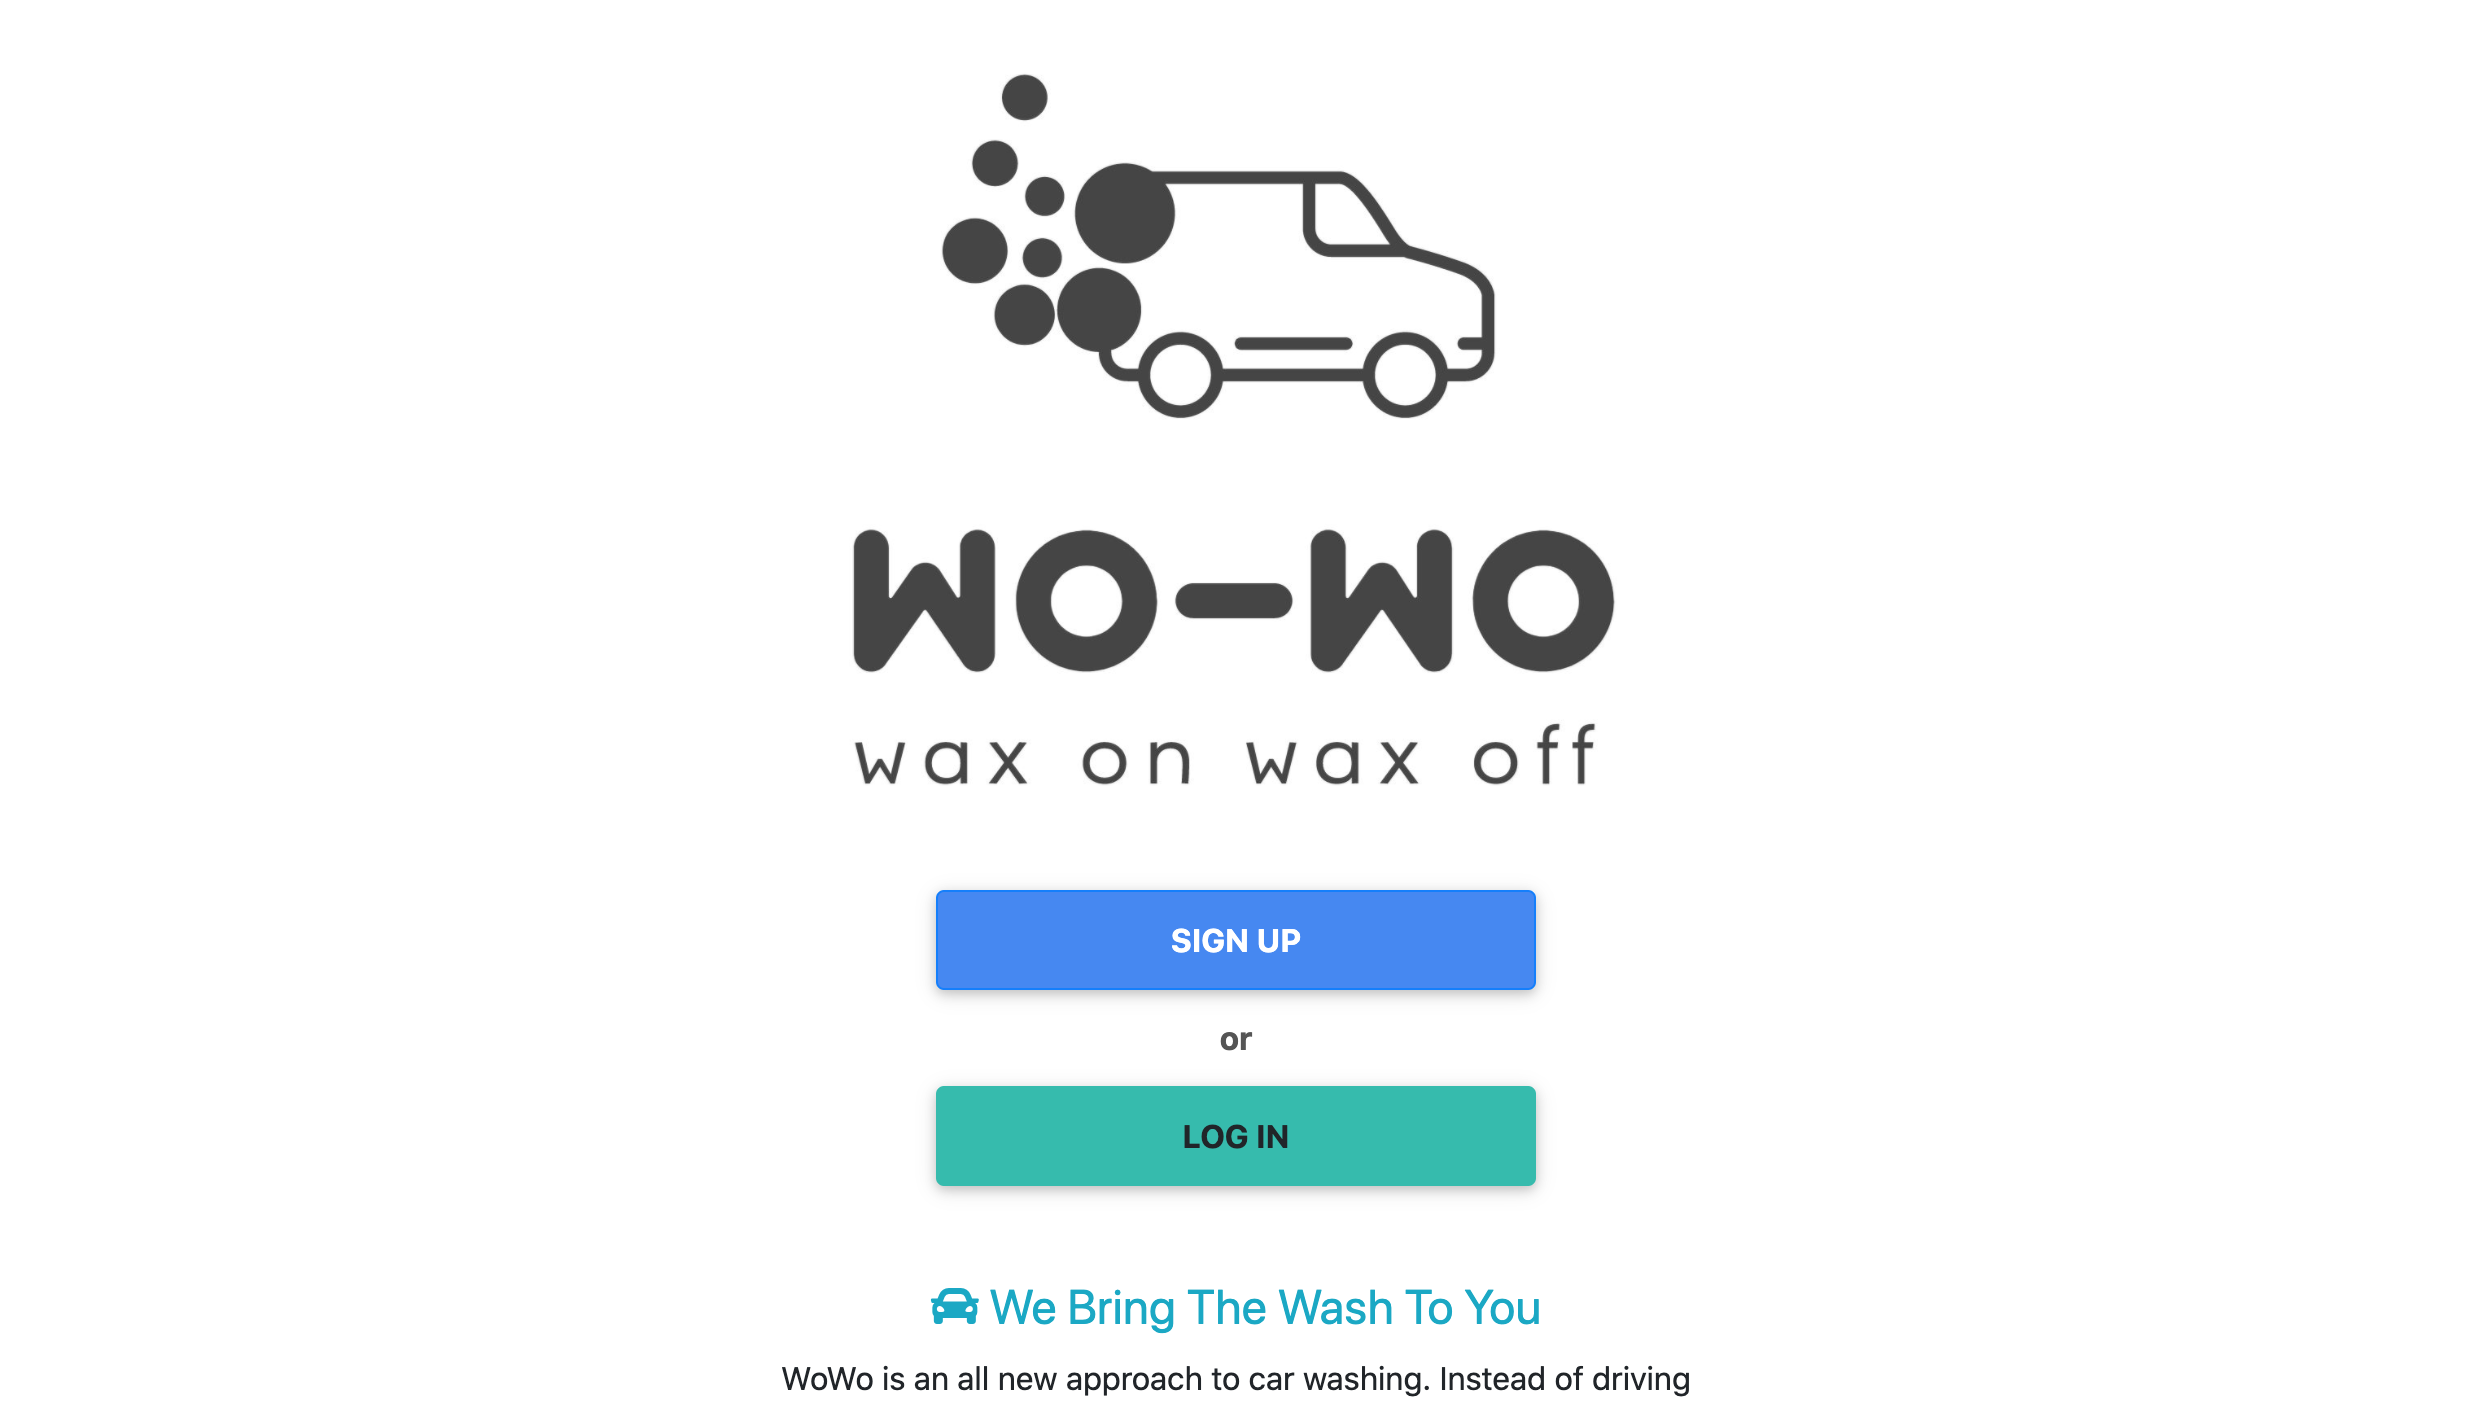 WO-WO
wax on wax off
SIGN UP
or
LOG IN
We Bring The Wash To You
WoWo is an all new approach to car washing. Instead of driving